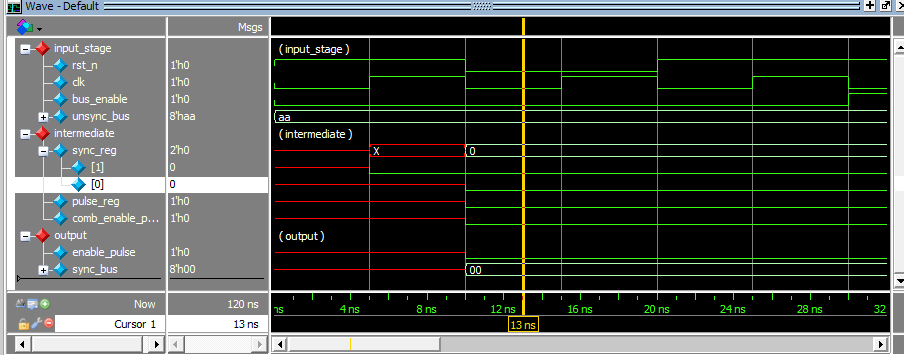 Wave - Default
Msgs
input_stage
( input_stage )
rst_n 1'h0
clk 1'h0
bus_enable 1'h0
unsync_bus 8'haa aa
intermediate ( intermediate )
sync_reg 2'h0 X 0
[1] 0
[0] 0
pulse_reg 1'h0
comb_enable_p... 1'h0
output ( output )
enable_pulse 1'h0
sync_bus 8'h00 00
Now 120 ns ns 4 ns 8 ns 12 ns 16 ns 20 ns 24 ns 28 ns 32
Cursor 1 13 ns 13 ns